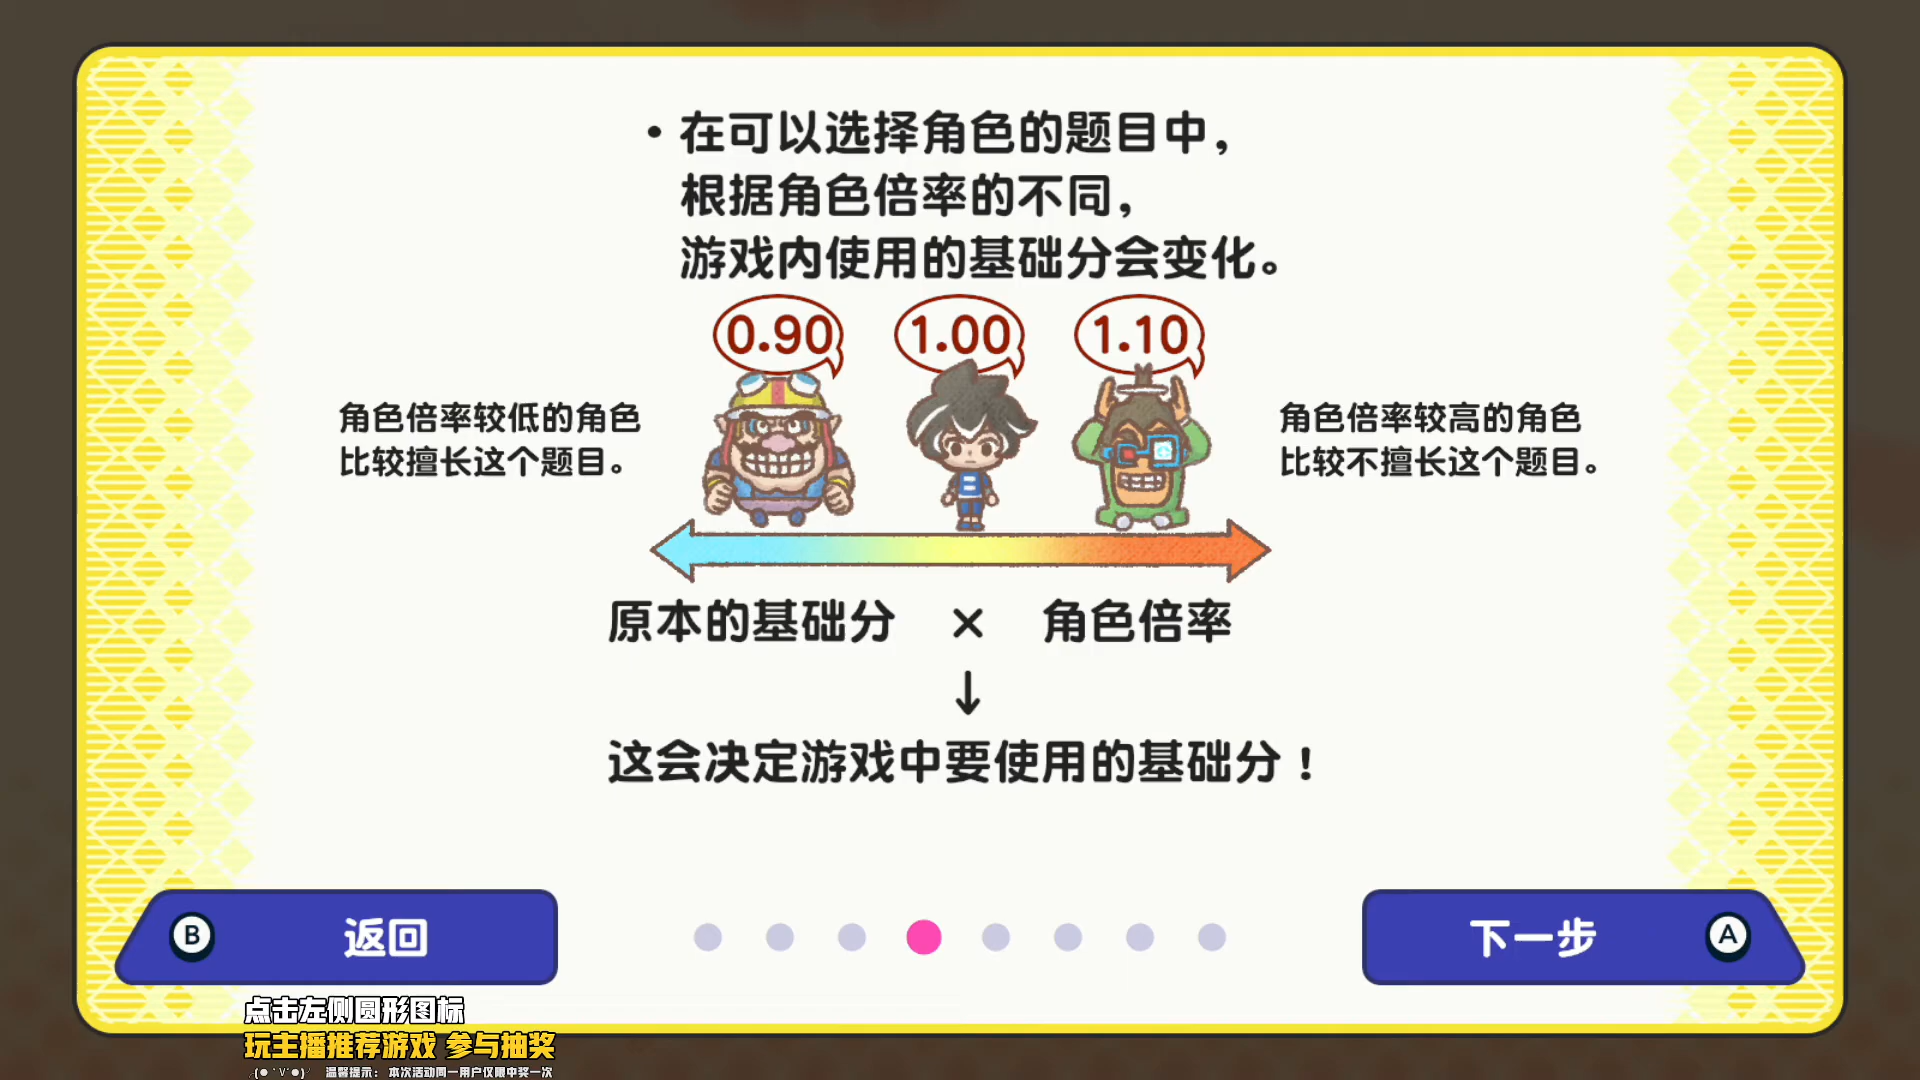 •在可以选择角色的题目中，
根据角色倍率的不同，
游戏内使用的基础分会变化。
0.90
1.00
1.10
角色倍率较低的角色
比较擅长这个题目。
角色倍率较高的角色
比较不擅长这个题目。
原本的基础分 × 角色倍率
↓
这会决定游戏中要使用的基础分！
B 返回
下一步 A
点击左侧圆形图标
玩主播推荐游戏 参与抽奖
(●ˊVˋ●) 温馨提示： 本次活动同一用户仅限中奖一次